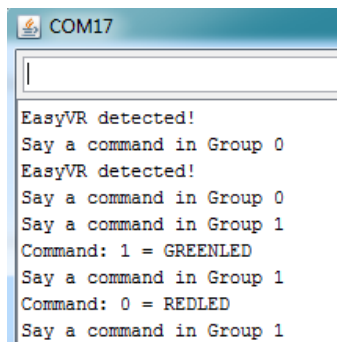 COM17
EasyVR detected!
Say a command in Group 0
EasyVR detected!
Say a command in Group 0
Say a command in Group 1
Command: 1 = GREENLED
Say a command in Group 1
Command: 0 = REDLED
Say a command in Group 1